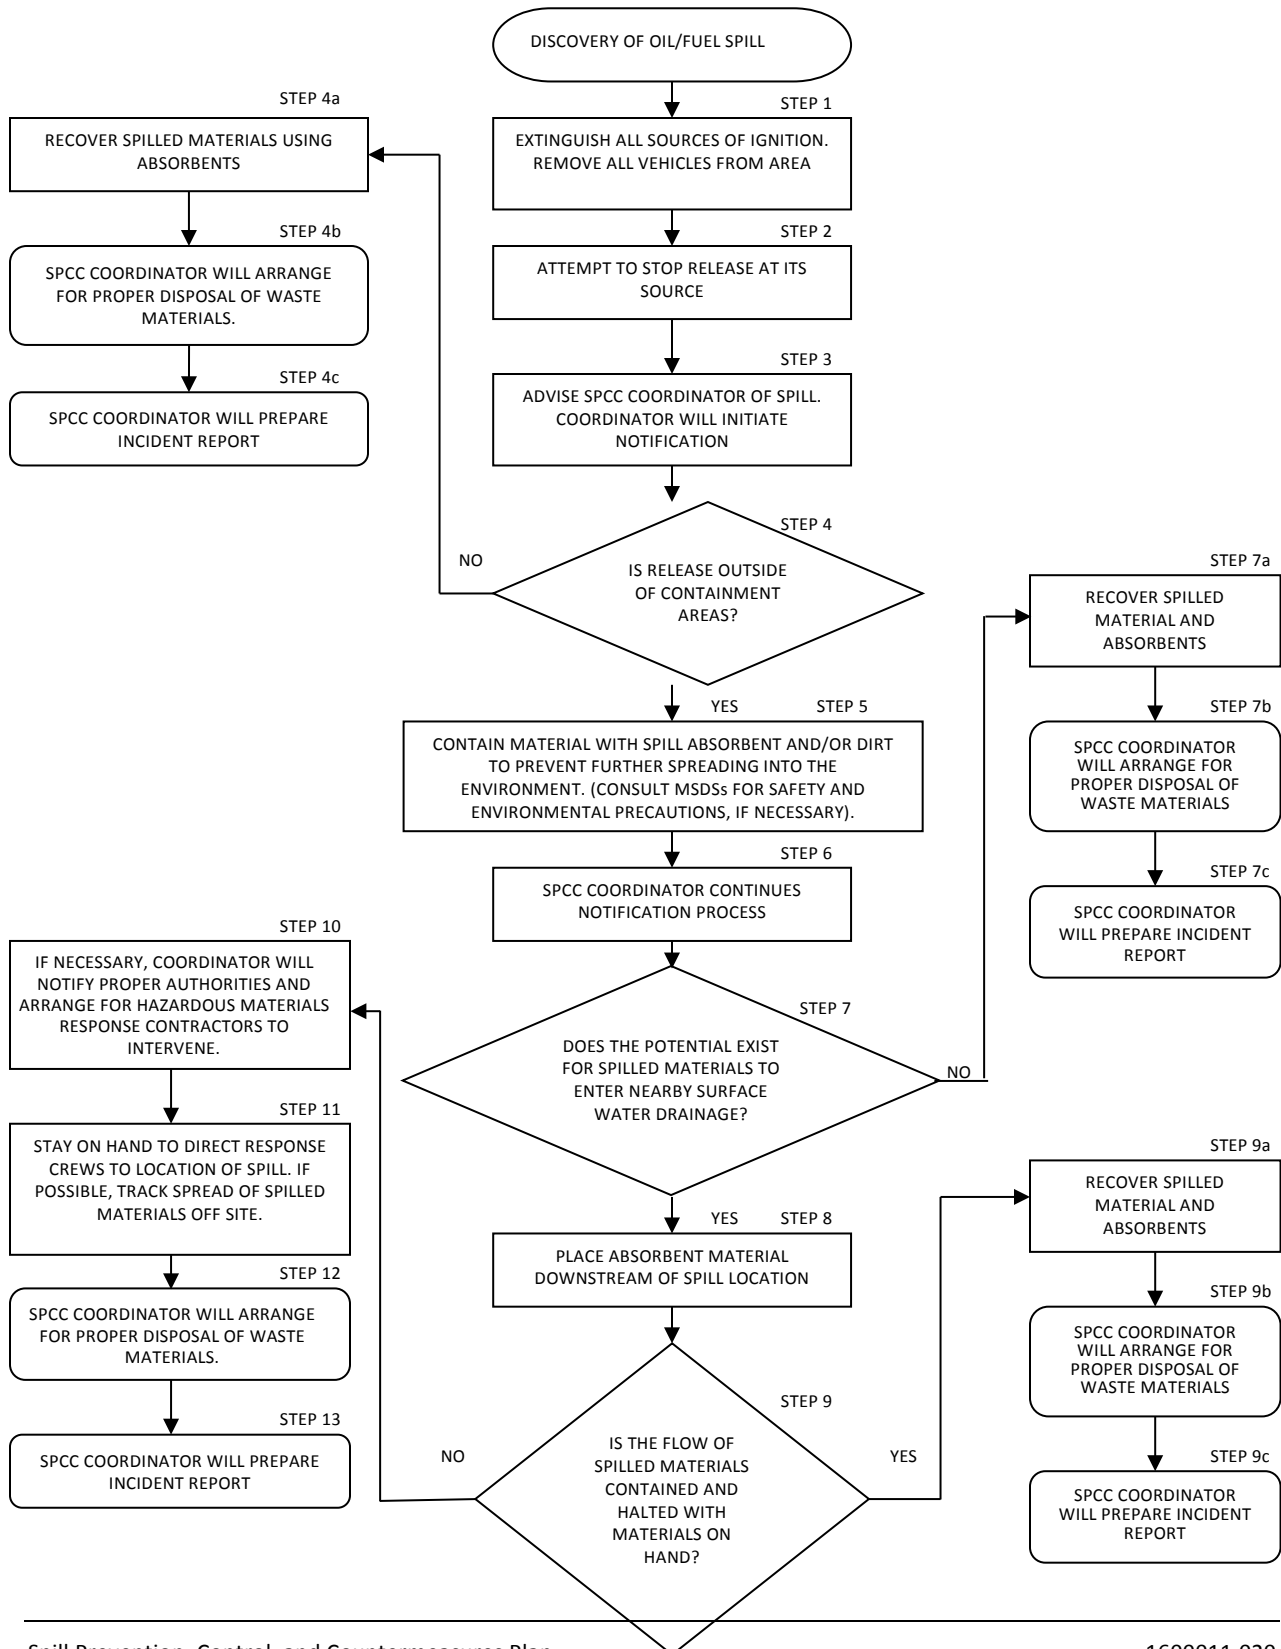 DISCOVERY OF OIL/FUEL SPILL
STEP 1
EXTINGUISH ALL SOURCES OF IGNITION.
REMOVE ALL VEHICLES FROM AREA
STEP 2
ATTEMPT TO STOP RELEASE AT ITS
SOURCE
STEP 3
ADVISE SPCC COORDINATOR OF SPILL.
COORDINATOR WILL INITIATE
NOTIFICATION
STEP 4
IS RELEASE OUTSIDE
OF CONTAINMENT
AREAS?
NO
STEP 4a
RECOVER SPILLED MATERIALS USING
ABSORBENTS
STEP 4b
SPCC COORDINATOR WILL ARRANGE
FOR PROPER DISPOSAL OF WASTE
MATERIALS.
STEP 4c
SPCC COORDINATOR WILL PREPARE
INCIDENT REPORT
YES
STEP 5
CONTAIN MATERIAL WITH SPILL ABSORBENT AND/OR DIRT
TO PREVENT FURTHER SPREADING INTO THE
ENVIRONMENT. (CONSULT MSDSs FOR SAFETY AND
ENVIRONMENTAL PRECAUTIONS, IF NECESSARY).
STEP 6
SPCC COORDINATOR CONTINUES
NOTIFICATION PROCESS
STEP 7
DOES THE POTENTIAL EXIST
FOR SPILLED MATERIALS TO
ENTER NEARBY SURFACE
WATER DRAINAGE?
NO
STEP 7a
RECOVER SPILLED
MATERIAL AND
ABSORBENTS
STEP 7b
SPCC COORDINATOR
WILL ARRANGE FOR
PROPER DISPOSAL OF
WASTE MATERIALS
STEP 7c
SPCC COORDINATOR
WILL PREPARE INCIDENT
REPORT
YES
STEP 8
PLACE ABSORBENT MATERIAL
DOWNSTREAM OF SPILL LOCATION
STEP 9
IS THE FLOW OF
SPILLED MATERIALS
CONTAINED AND
HALTED WITH
MATERIALS ON
HAND?
YES
STEP 9a
RECOVER SPILLED
MATERIAL AND
ABSORBENTS
STEP 9b
SPCC COORDINATOR
WILL ARRANGE FOR
PROPER DISPOSAL OF
WASTE MATERIALS
STEP 9c
SPCC COORDINATOR
WILL PREPARE INCIDENT
REPORT
NO
STEP 10
IF NECESSARY, COORDINATOR WILL
NOTIFY PROPER AUTHORITIES AND
ARRANGE FOR HAZARDOUS MATERIALS
RESPONSE CONTRACTORS TO
INTERVENE.
STEP 11
STAY ON HAND TO DIRECT RESPONSE
CREWS TO LOCATION OF SPILL. IF
POSSIBLE, TRACK SPREAD OF SPILLED
MATERIALS OFF SITE.
STEP 12
SPCC COORDINATOR WILL ARRANGE
FOR PROPER DISPOSAL OF WASTE
MATERIALS.
STEP 13
SPCC COORDINATOR WILL PREPARE
INCIDENT REPORT
Spill Prevention, Control, and Countermeasures Plan